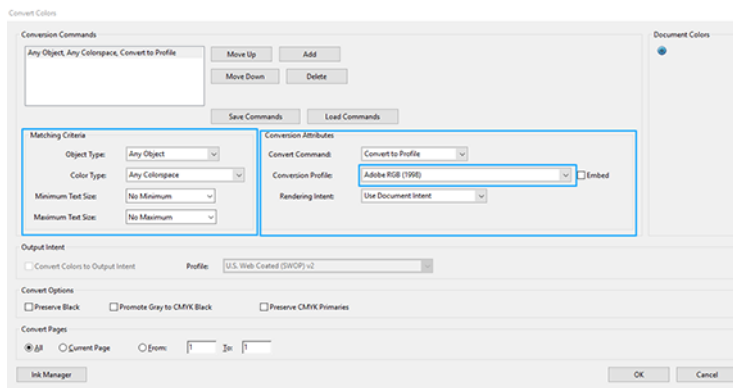 Convert Colors
Conversion Commands
Document Colors
Any Object, Any Colorspace, Convert to Profile
Move Up Add
Move Down Delete
Save Commands Load Commands
Matching Criteria
Object Type: Any Object
Color Type: Any Colorspace
Minimum Text Size: No Minimum
Maximum Text Size: No Maximum
Conversion Attributes
Convert Command: Convert to Profile
Conversion Profile: Adobe RGB (1998) Embed
Rendering Intent: Use Document Intent
Output Intent
Convert Colors to Output Intent Profile: U.S. Web Coated (SWOP) v2
Convert Options
Preserve Black Promote Gray to CMYK Black Preserve CMYK Primaries
Convert Pages
All Current Page From: 1 To: 1
Ink Manager OK Cancel